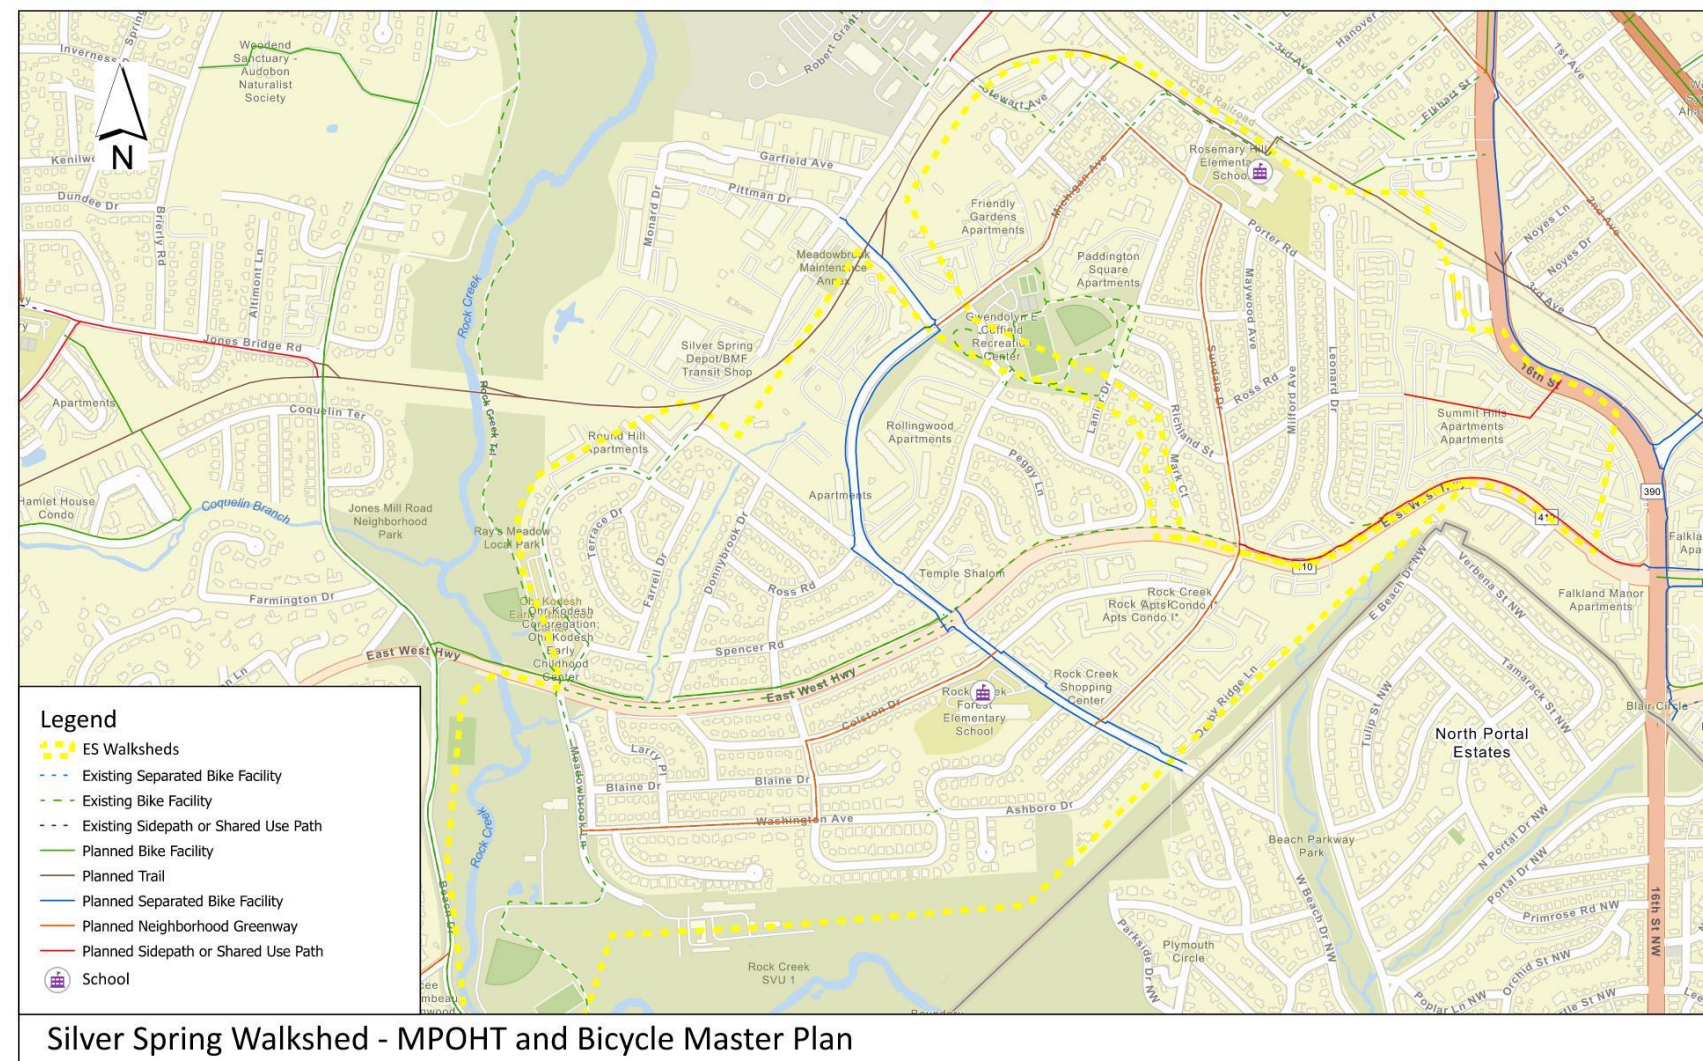 Woodend
Sanctuary -
Audobon
Naturalist
Society
N
Dundee Dr
Brierly Rd
Altimont Ln
Jones Bridge Rd
Apartments
Coquelin Ter
Hamlet House
Condo
Coquelin Branch
Jones Mill Road
Neighborhood
Park
Farmington Dr
East West Hwy
Rock Creek
Rock Creek Trl
Ray's Meadow
Local Park
Round Hill
Apartments
Terrace Dr
Farrell Dr
Donnybrook Dr
Ross Rd
Spencer Rd
Ohr Kodesh
Congregation;
Ohr Kodesh
Early
Childhood
Center
Garfield Ave
Pittman Dr
Monard Dr
Meadowbrook
Maintenance
Annex
Silver Spring
Depot/BMF
Transit Shop
Stewart Ave
CSX Railroad
3rd Ave
1st Ave
Elkhart St
Michigan Ave
Friendly
Gardens
Apartments
Paddington
Square
Apartments
Rosemary Hills
Elementary
School
Porter Rd
Maywood Ave
Noyes Ln
Noyes Dr
2nd Ave
3rd Ave
Gwendolyn E
Coffield
Recreation
Center
Rollingwood
Apartments
Apartments
Peggy Ln
Lanier Dr
Richland St
Mark Ct
Sundale Dr
Ross Rd
Milford Ave
Leonard Dr
16th St
Summit Hills
Apartments
Apartments
390
410
Temple Shalom
Rock Creek
Falkland Manor
Apartments
E Beach Dr NW
Verbena St NW
Tamarack St NW
Tulip St NW
Blair Circle
North Portal
Estates
East West Hwy
Colston Dr
Rock Creek
Forest
Elementary
School
Rock Creek
Shopping
Center
Larry Pl
Blaine Dr
Blaine Dr
Washington Ave
Ashboro Dr
Meadowbrook Ln
Rock Creek
Beach Dr
Beach Parkway
Park
N Portal Dr NW
Portal Dr NW
Primrose Rd NW
16th St NW
W Beach Dr NW
Parkside Dr NW
Plymouth
Circle
Orchid St NW
Poplar Ln NW
Rock Creek
SVU 1
Legend
ES Walksheds
Existing Separated Bike Facility
Existing Bike Facility
Existing Sidepath or Shared Use Path
Planned Bike Facility
Planned Trail
Planned Separated Bike Facility
Planned Neighborhood Greenway
Planned Sidepath or Shared Use Path
School
Silver Spring Walkshed - MPOHT and Bicycle Master Plan